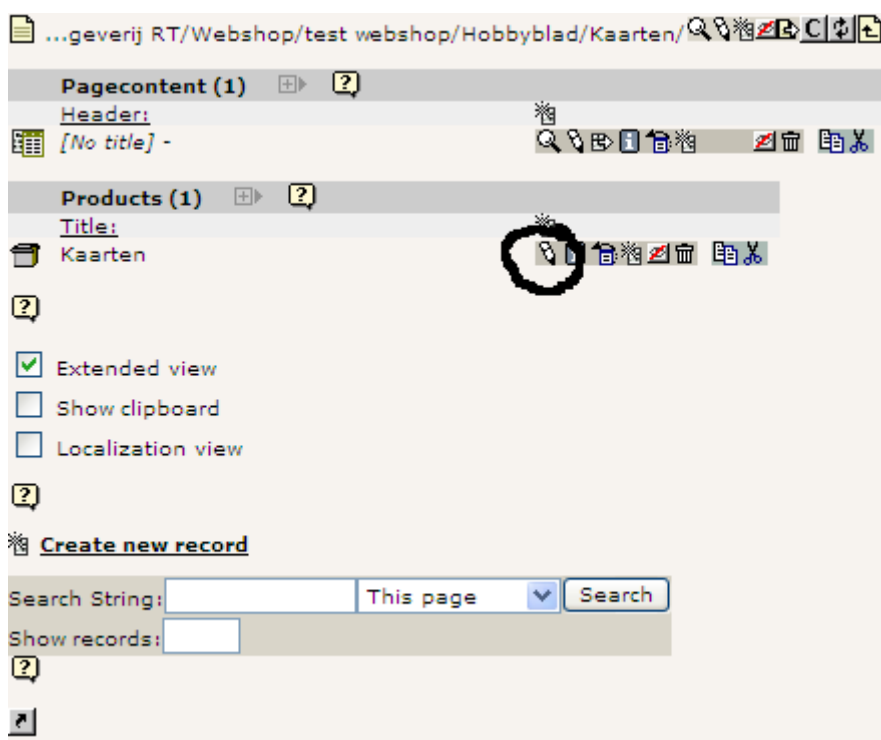 ...geverij RT/Webshop/test webshop/Hobbyblad/Kaarten/
Pagecontent (1)
Header:
[No title] -
Products (1)
Title:
Kaarten
Extended view
Show clipboard
Localization view
Create new record
Search String: This page Search
Show records: